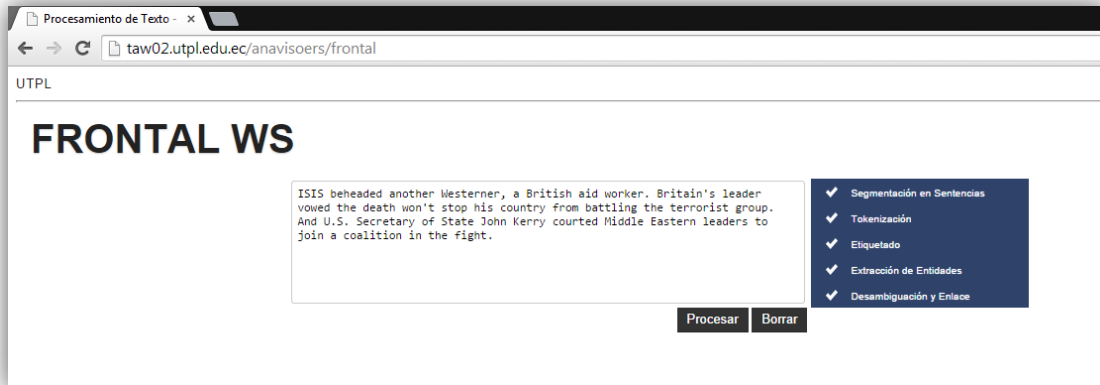 Procesamiento de Texto -
taw02.utpl.edu.ec/anavisoers/frontal
UTPL
FRONTAL WS
ISIS beheaded another Westerner, a British aid worker. Britain's leader
vowed the death won't stop his country from battling the terrorist group.
And U.S. Secretary of State John Kerry courted Middle Eastern leaders to
join a coalition in the fight.
Segmentación en Sentencias
Tokenización
Etiquetado
Extracción de Entidades
Desambiguación y Enlace
Procesar Borrar